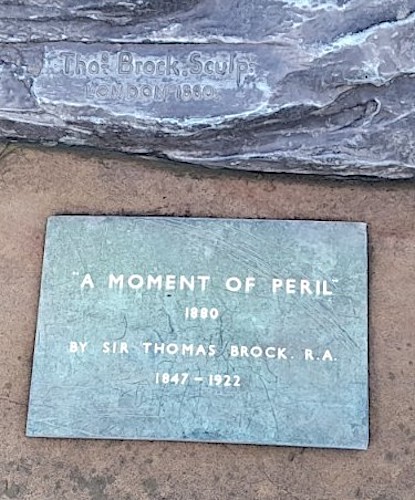 Thos Brock. Sculp
LONDON. 1880.
"A MOMENT OF PERIL"
1880
BY SIR THOMAS BROCK. R.A.
1847 – 1922